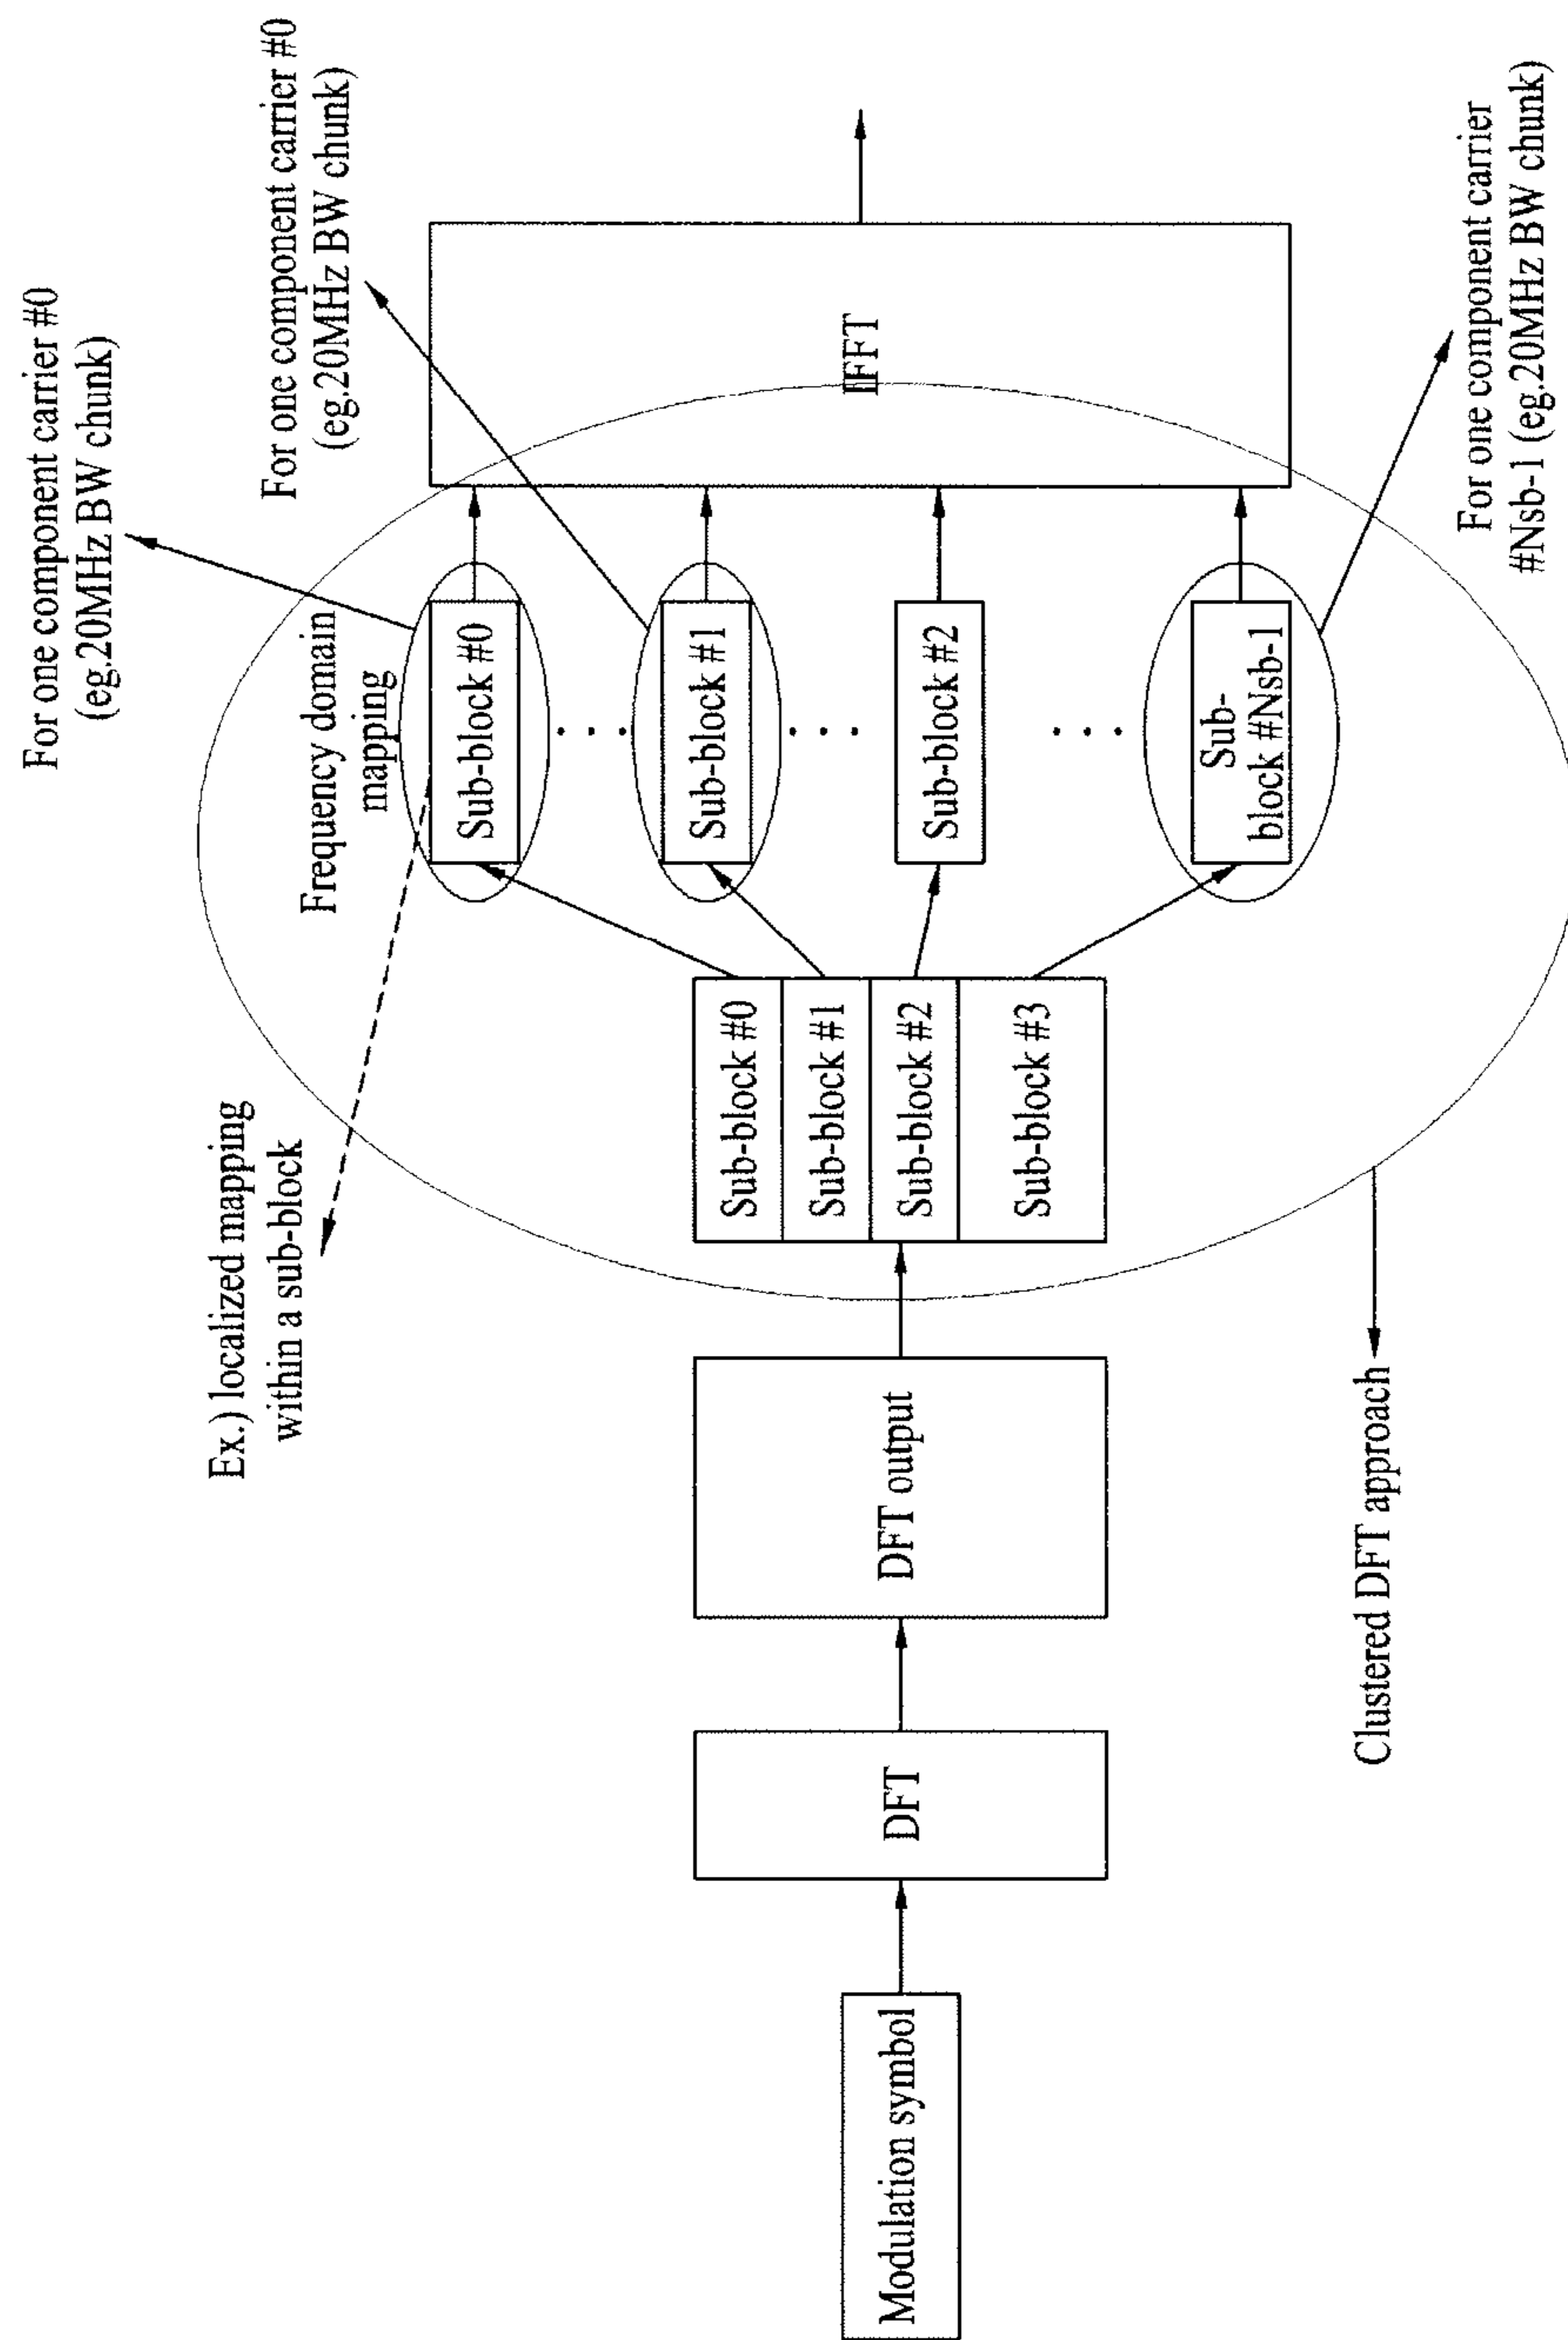 For one component carrier #0
(eg.20MHz BW chunk)
For one component carrier #0
(eg.20MHz BW chunk)
Ex.) localized mapping
within a sub-block
Frequency domain
mapping
Modulation symbol
DFT
DFT output
Sub-block #0
Sub-block #1
Sub-block #2
Sub-block #3
Sub-block #0
Sub-block #1
Sub-block #2
Sub-
block #Nsb-1
IFFT
Clustered DFT approach
For one component carrier
#Nsb-1 (eg.20MHz BW chunk)